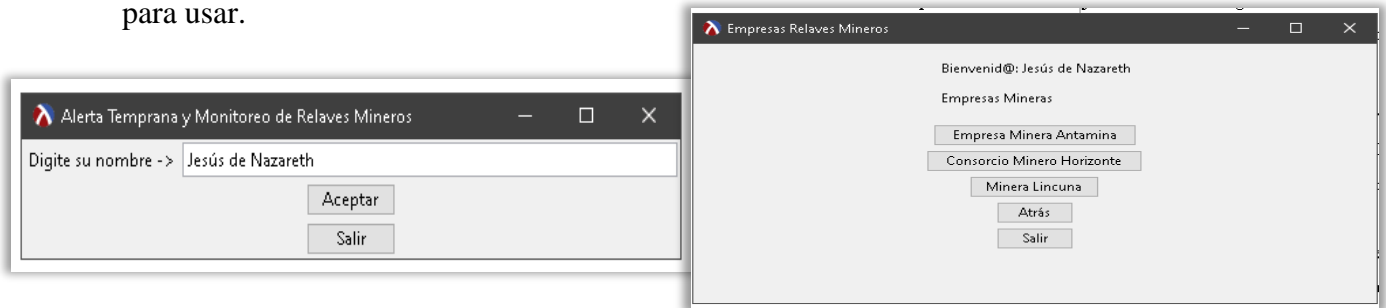 para usar.
Alerta Temprana y Monitoreo de Relaves Mineros
Digite su nombre -> Jesús de Nazareth
Aceptar
Salir
Empresas Relaves Mineros
Bienvenid@: Jesús de Nazareth
Empresas Mineras
Empresa Minera Antamina
Consorcio Minero Horizonte
Minera Lincuna
Atrás
Salir